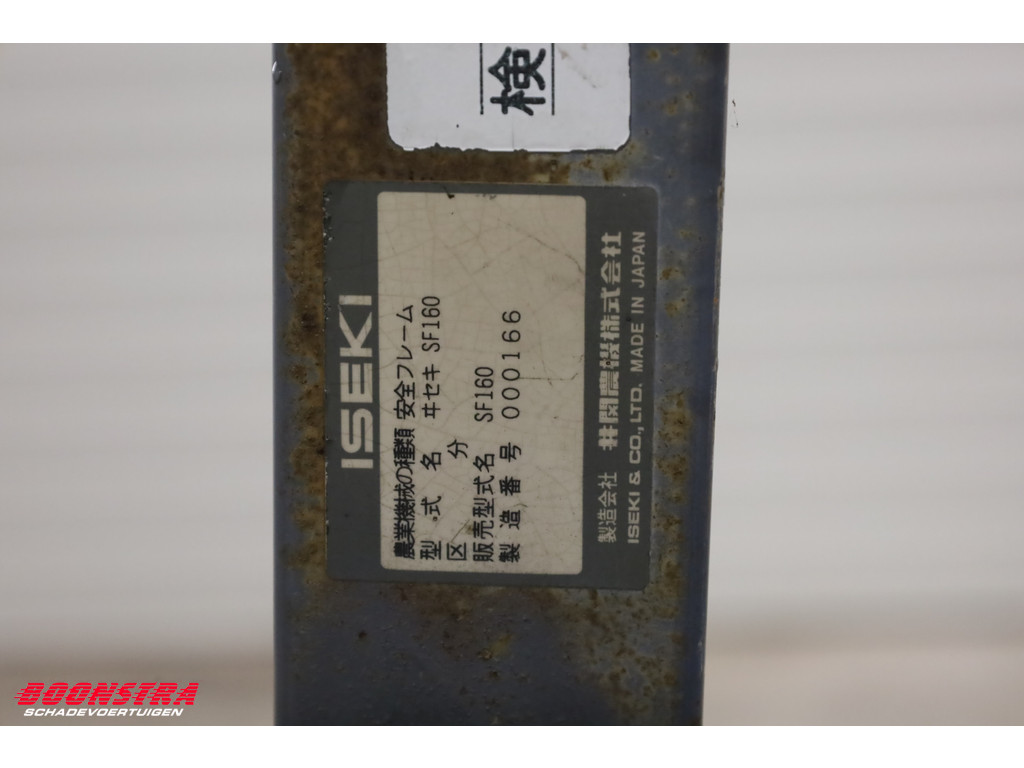 検
ISEKI
農業機械の種類 安全フレーム
型式名 ヰセキ SF160
区分
販売型式名 SF160
製造番号 000166
製造会社 井関農機株式会社
ISEKI & CO., LTD. MADE IN JAPAN
BOONSTRA
SCHADEVOERTUIGEN